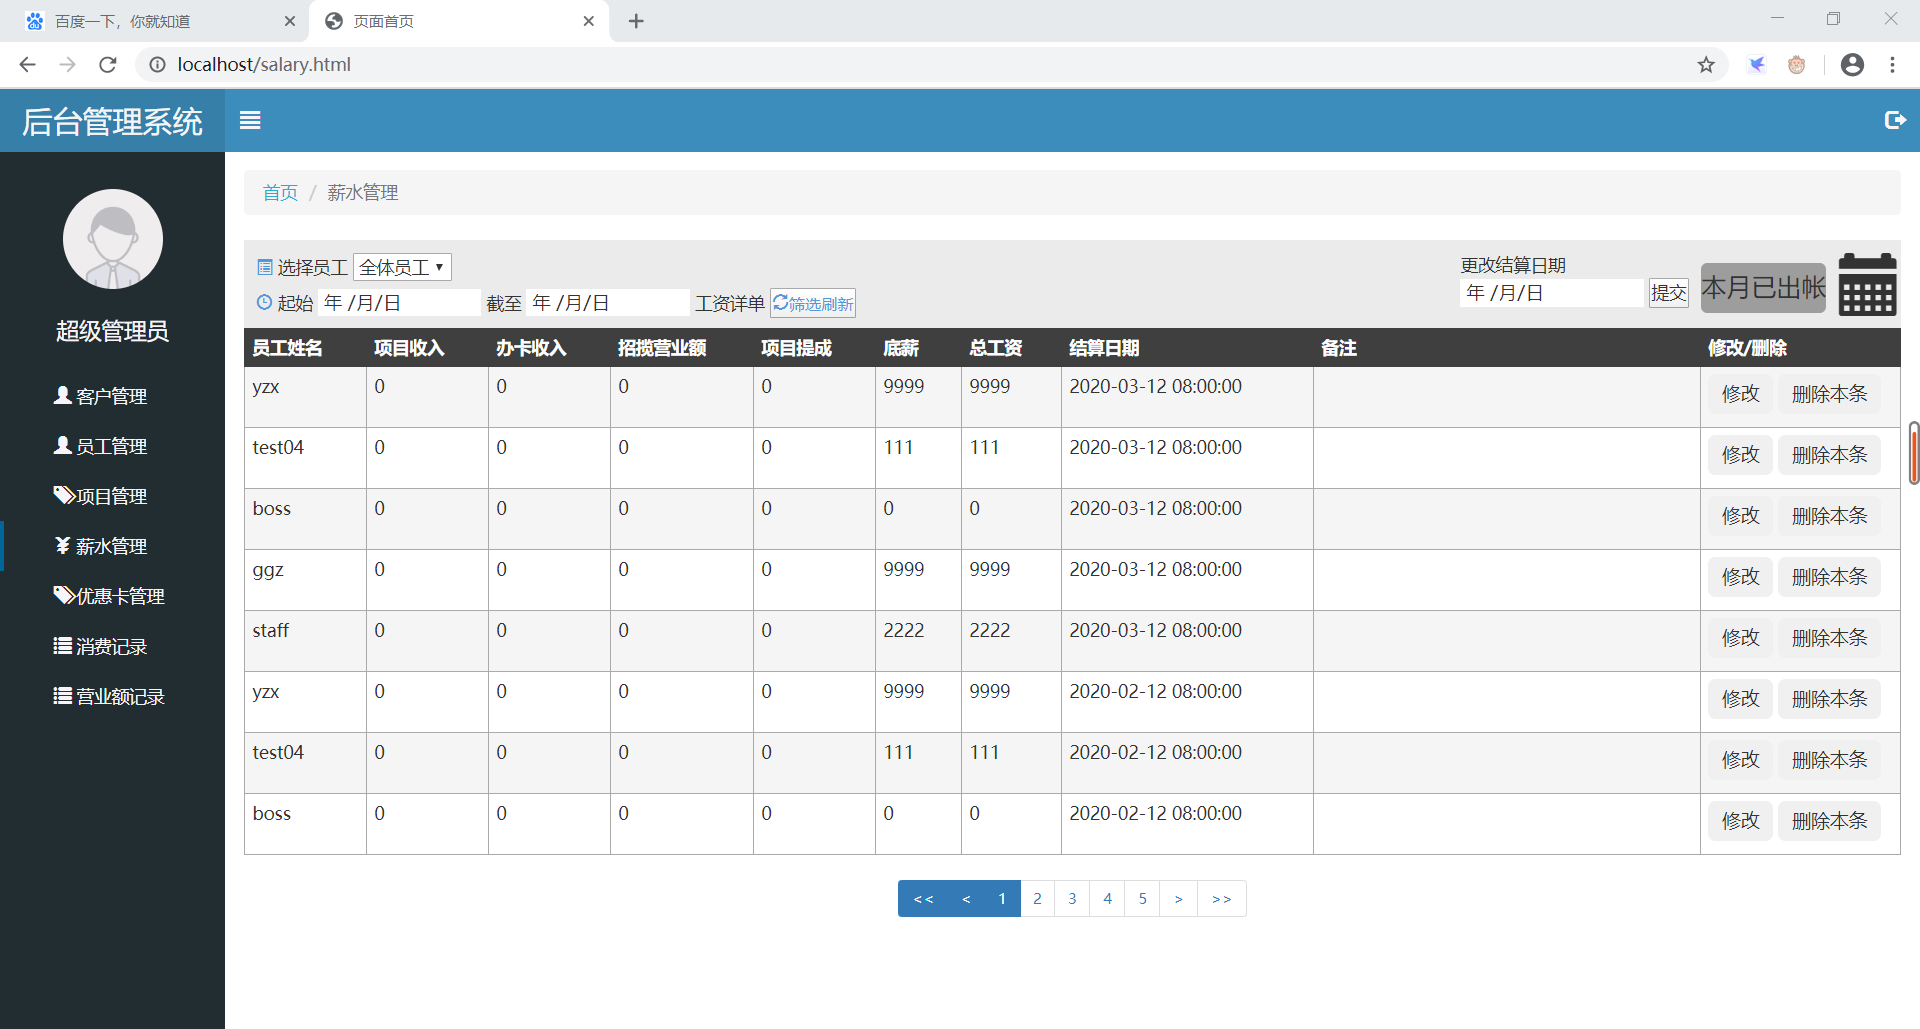 百度一下，你就知道
页面首页
localhost/salary.html
后台管理系统
超级管理员
客户管理
员工管理
项目管理
薪水管理
优惠卡管理
消费记录
营业额记录
首页 / 薪水管理
选择员工 全体员工
起始 年 /月/日 截至 年 /月/日 工资详单 筛选刷新
更改结算日期
年 /月/日 提交
本月已出帐
员工姓名 项目收入 办卡收入 招揽营业额 项目提成 底薪 总工资 结算日期 备注 修改/删除
yzx 0 0 0 0 9999 9999 2020-03-12 08:00:00 修改 删除本条
test04 0 0 0 0 111 111 2020-03-12 08:00:00 修改 删除本条
boss 0 0 0 0 0 0 2020-03-12 08:00:00 修改 删除本条
ggz 0 0 0 0 9999 9999 2020-03-12 08:00:00 修改 删除本条
staff 0 0 0 0 2222 2222 2020-03-12 08:00:00 修改 删除本条
yzx 0 0 0 0 9999 9999 2020-02-12 08:00:00 修改 删除本条
test04 0 0 0 0 111 111 2020-02-12 08:00:00 修改 删除本条
boss 0 0 0 0 0 0 2020-02-12 08:00:00 修改 删除本条
<< < 1 2 3 4 5 > >>